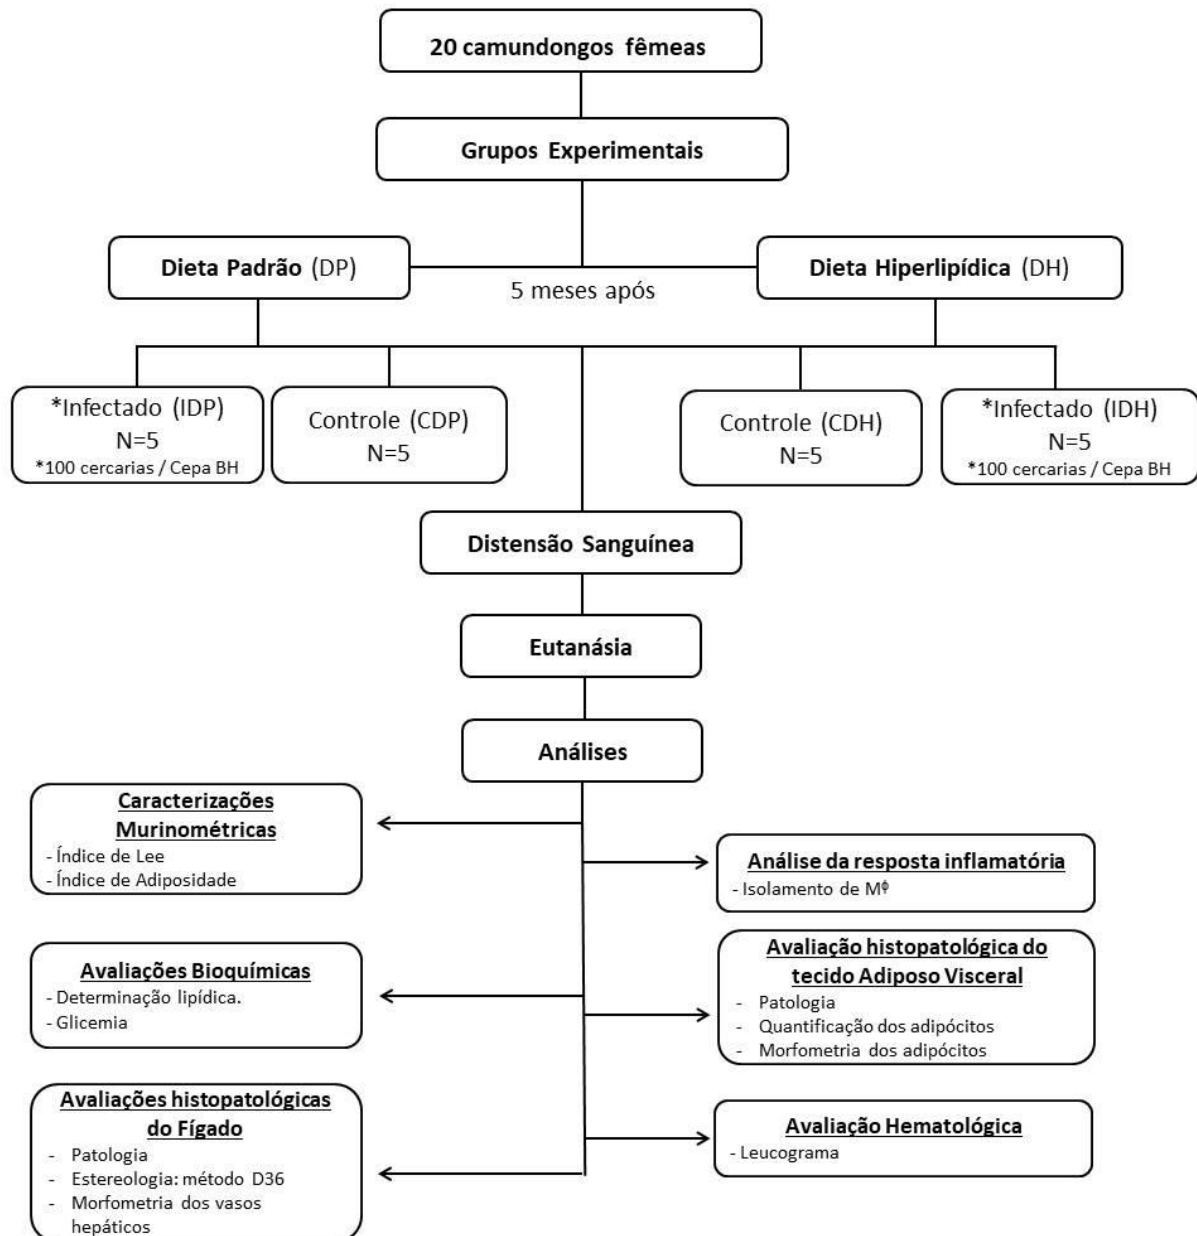 20 camundongos fêmeas
Grupos Experimentais
Dieta Padrão (DP)
5 meses após
Dieta Hiperlipídica (DH)
*Infectado (IDP)
N=5
*100 cercarias / Cepa BH
Controle (CDP)
N=5
Controle (CDH)
N=5
*Infectado (IDH)
N=5
*100 cercarias / Cepa BH
Distensão Sanguínea
Eutanásia
Análises
Caracterizações
Murinométricas
- Índice de Lee
- Índice de Adiposidade
Análise da resposta inflamatória
- Isolamento de Mᶲ
Avaliações Bioquímicas
- Determinação lipídica.
- Glicemia
Avaliação histopatológica do
tecido Adiposo Visceral
- Patologia
- Quantificação dos adipócitos
- Morfometria dos adipócitos
Avaliações histopatológicas
do Fígado
- Patologia
- Estereologia: método D36
- Morfometria dos vasos
hepáticos
Avaliação Hematológica
- Leucograma